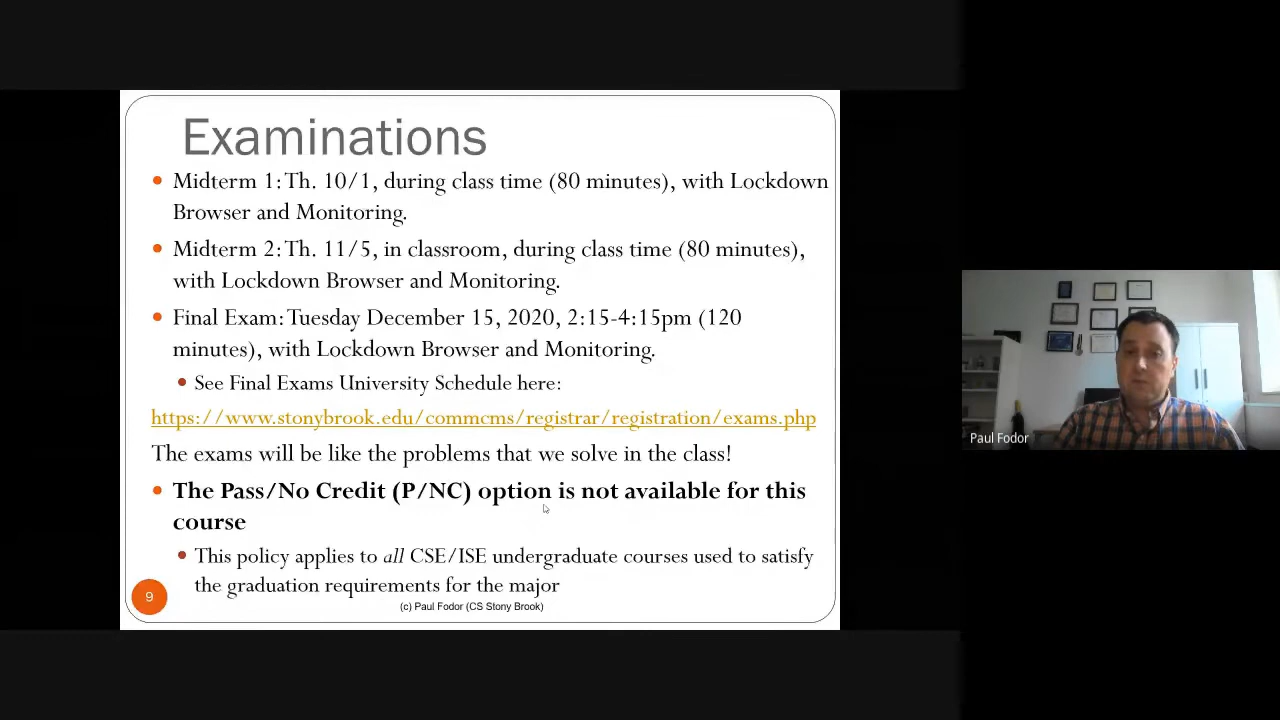 Examinations
Midterm 1: Th. 10/1, during class time (80 minutes), with Lockdown
Browser and Monitoring.
Midterm 2: Th. 11/5, in classroom, during class time (80 minutes),
with Lockdown Browser and Monitoring.
Final Exam: Tuesday December 15, 2020, 2:15-4:15pm (120
minutes), with Lockdown Browser and Monitoring.
See Final Exams University Schedule here:
https://www.stonybrook.edu/commcms/registrar/registration/exams.php
The exams will be like the problems that we solve in the class!
The Pass/No Credit (P/NC) option is not available for this
course
This policy applies to all CSE/ISE undergraduate courses used to satisfy
the graduation requirements for the major
9
(c) Paul Fodor (CS Stony Brook)
Paul Fodor